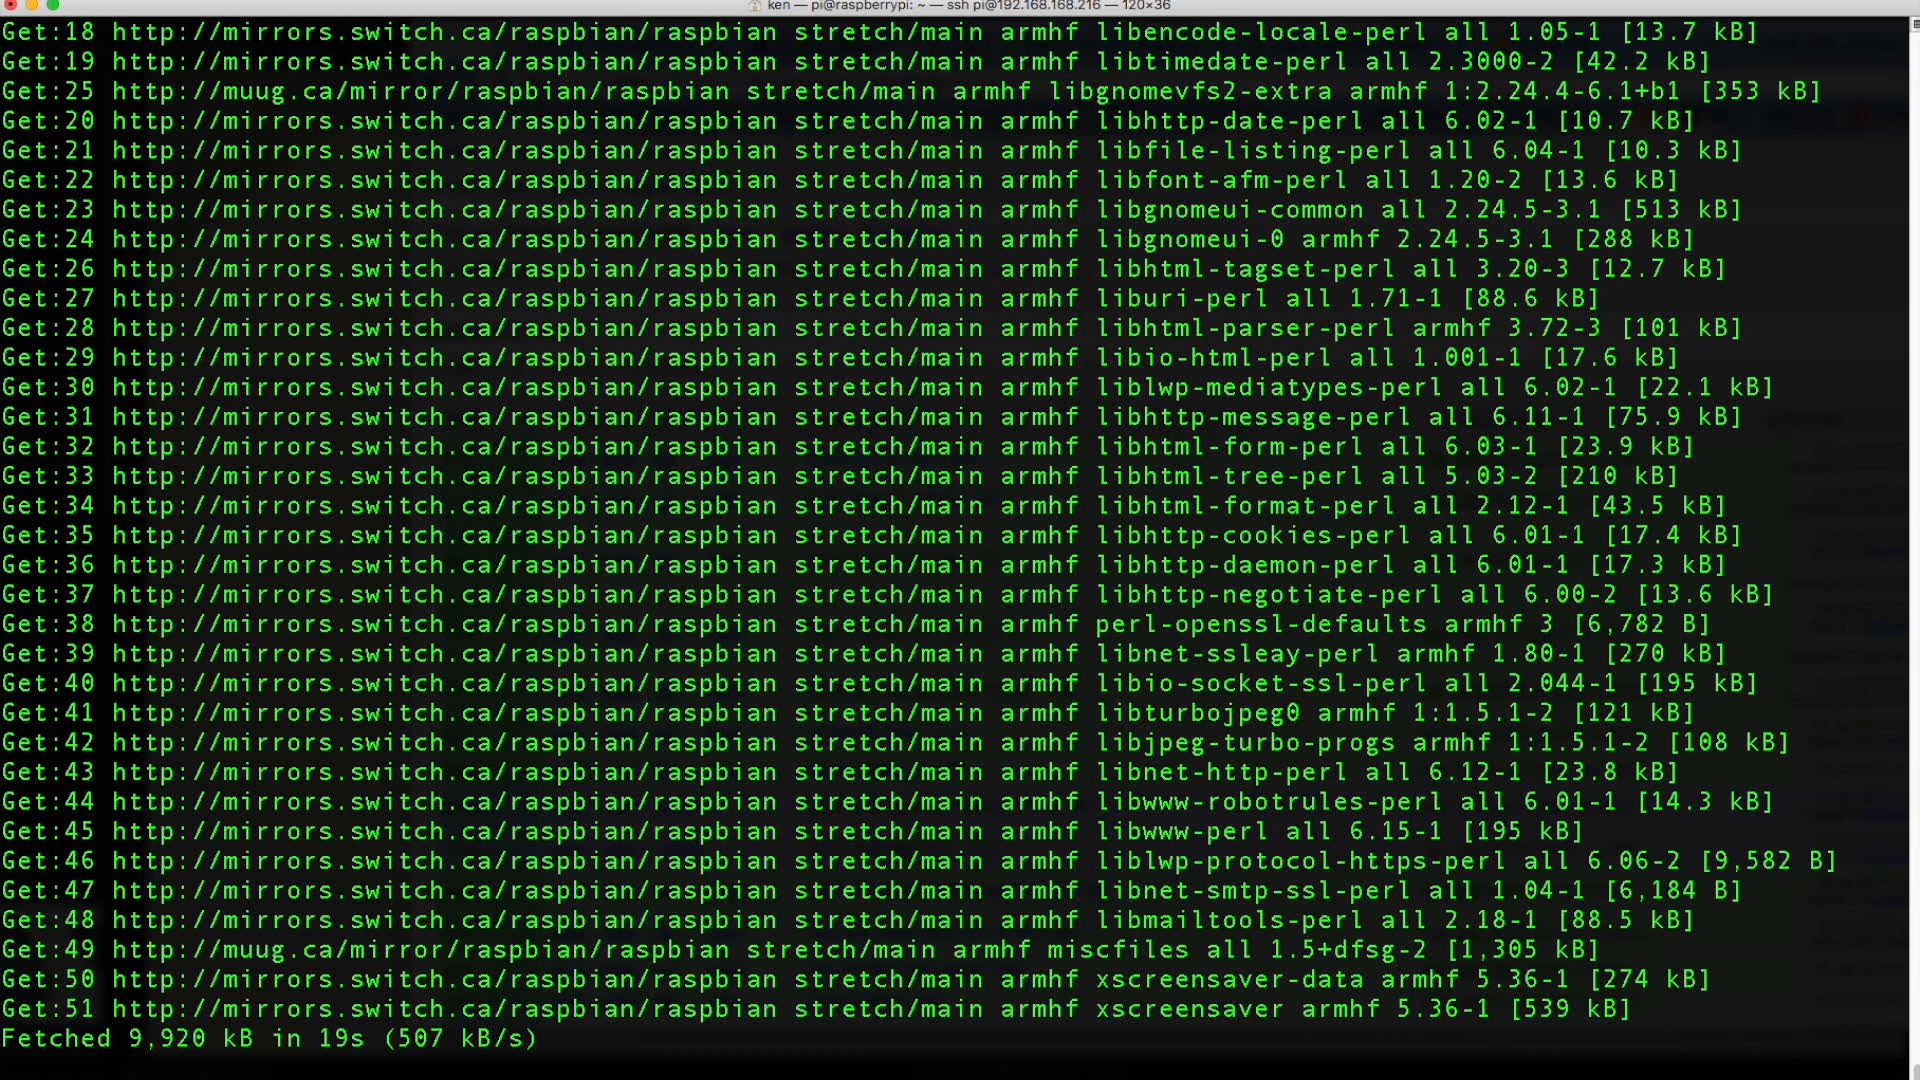 ken — pi@raspberrypi: ~ — ssh pi@192.168.168.216 — 120×36
Get:18 http://mirrors.switch.ca/raspbian/raspbian stretch/main armhf libencode-locale-perl all 1.05-1 [13.7 kB]
Get:19 http://mirrors.switch.ca/raspbian/raspbian stretch/main armhf libtimedate-perl all 2.3000-2 [42.2 kB]
Get:25 http://muug.ca/mirror/raspbian/raspbian stretch/main armhf libgnomevfs2-extra armhf 1:2.24.4-6.1+b1 [353 kB]
Get:20 http://mirrors.switch.ca/raspbian/raspbian stretch/main armhf libhttp-date-perl all 6.02-1 [10.7 kB]
Get:21 http://mirrors.switch.ca/raspbian/raspbian stretch/main armhf libfile-listing-perl all 6.04-1 [10.3 kB]
Get:22 http://mirrors.switch.ca/raspbian/raspbian stretch/main armhf libfont-afm-perl all 1.20-2 [13.6 kB]
Get:23 http://mirrors.switch.ca/raspbian/raspbian stretch/main armhf libgnomeui-common all 2.24.5-3.1 [513 kB]
Get:24 http://mirrors.switch.ca/raspbian/raspbian stretch/main armhf libgnomeui-0 armhf 2.24.5-3.1 [288 kB]
Get:26 http://mirrors.switch.ca/raspbian/raspbian stretch/main armhf libhtml-tagset-perl all 3.20-3 [12.7 kB]
Get:27 http://mirrors.switch.ca/raspbian/raspbian stretch/main armhf liburi-perl all 1.71-1 [88.6 kB]
Get:28 http://mirrors.switch.ca/raspbian/raspbian stretch/main armhf libhtml-parser-perl armhf 3.72-3 [101 kB]
Get:29 http://mirrors.switch.ca/raspbian/raspbian stretch/main armhf libio-html-perl all 1.001-1 [17.6 kB]
Get:30 http://mirrors.switch.ca/raspbian/raspbian stretch/main armhf liblwp-mediatypes-perl all 6.02-1 [22.1 kB]
Get:31 http://mirrors.switch.ca/raspbian/raspbian stretch/main armhf libhttp-message-perl all 6.11-1 [75.9 kB]
Get:32 http://mirrors.switch.ca/raspbian/raspbian stretch/main armhf libhtml-form-perl all 6.03-1 [23.9 kB]
Get:33 http://mirrors.switch.ca/raspbian/raspbian stretch/main armhf libhtml-tree-perl all 5.03-2 [210 kB]
Get:34 http://mirrors.switch.ca/raspbian/raspbian stretch/main armhf libhtml-format-perl all 2.12-1 [43.5 kB]
Get:35 http://mirrors.switch.ca/raspbian/raspbian stretch/main armhf libhttp-cookies-perl all 6.01-1 [17.4 kB]
Get:36 http://mirrors.switch.ca/raspbian/raspbian stretch/main armhf libhttp-daemon-perl all 6.01-1 [17.3 kB]
Get:37 http://mirrors.switch.ca/raspbian/raspbian stretch/main armhf libhttp-negotiate-perl all 6.00-2 [13.6 kB]
Get:38 http://mirrors.switch.ca/raspbian/raspbian stretch/main armhf perl-openssl-defaults armhf 3 [6,782 B]
Get:39 http://mirrors.switch.ca/raspbian/raspbian stretch/main armhf libnet-ssleay-perl armhf 1.80-1 [270 kB]
Get:40 http://mirrors.switch.ca/raspbian/raspbian stretch/main armhf libio-socket-ssl-perl all 2.044-1 [195 kB]
Get:41 http://mirrors.switch.ca/raspbian/raspbian stretch/main armhf libturbojpeg0 armhf 1:1.5.1-2 [121 kB]
Get:42 http://mirrors.switch.ca/raspbian/raspbian stretch/main armhf libjpeg-turbo-progs armhf 1:1.5.1-2 [108 kB]
Get:43 http://mirrors.switch.ca/raspbian/raspbian stretch/main armhf libnet-http-perl all 6.12-1 [23.8 kB]
Get:44 http://mirrors.switch.ca/raspbian/raspbian stretch/main armhf libwww-robotrules-perl all 6.01-1 [14.3 kB]
Get:45 http://mirrors.switch.ca/raspbian/raspbian stretch/main armhf libwww-perl all 6.15-1 [195 kB]
Get:46 http://mirrors.switch.ca/raspbian/raspbian stretch/main armhf liblwp-protocol-https-perl all 6.06-2 [9,582 B]
Get:47 http://mirrors.switch.ca/raspbian/raspbian stretch/main armhf libnet-smtp-ssl-perl all 1.04-1 [6,184 B]
Get:48 http://mirrors.switch.ca/raspbian/raspbian stretch/main armhf libmailtools-perl all 2.18-1 [88.5 kB]
Get:49 http://muug.ca/mirror/raspbian/raspbian stretch/main armhf miscfiles all 1.5+dfsg-2 [1,305 kB]
Get:50 http://mirrors.switch.ca/raspbian/raspbian stretch/main armhf xscreensaver-data armhf 5.36-1 [274 kB]
Get:51 http://mirrors.switch.ca/raspbian/raspbian stretch/main armhf xscreensaver armhf 5.36-1 [539 kB]
Fetched 9,920 kB in 19s (507 kB/s)